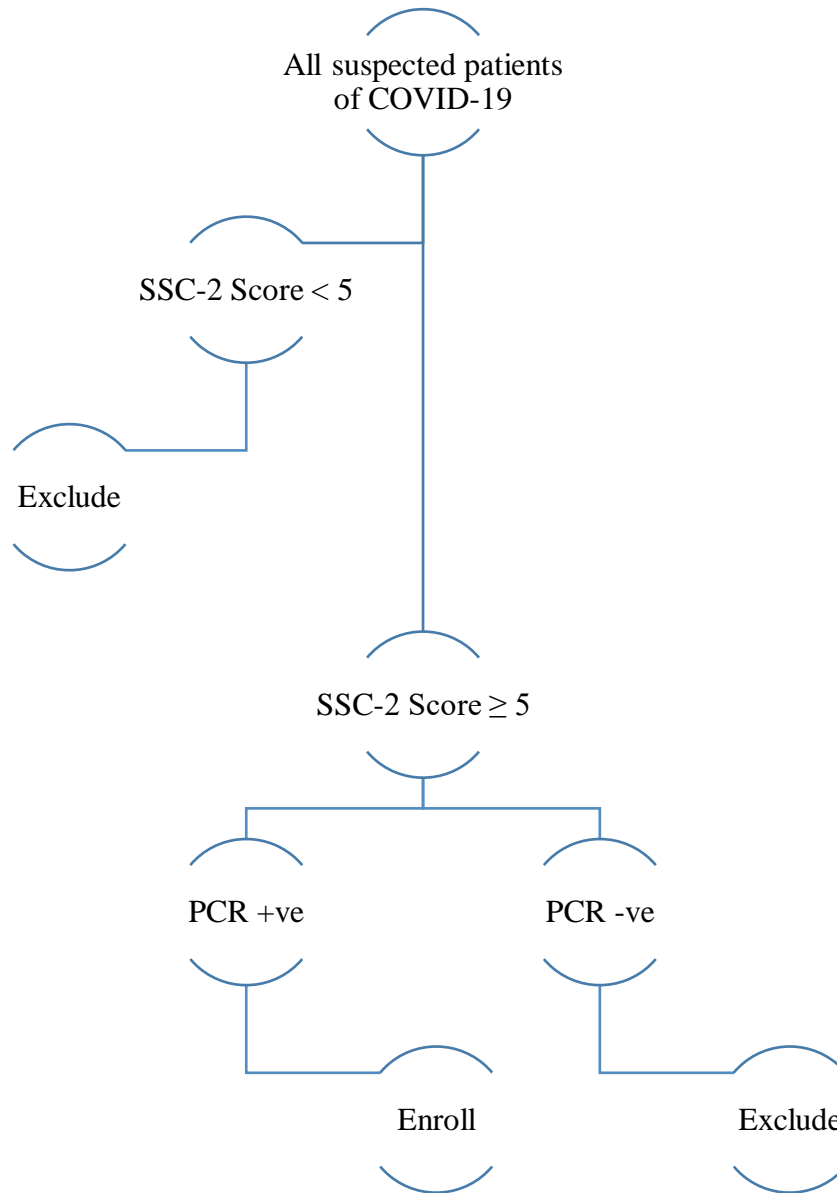 All suspected patients
of COVID-19
SSC-2 Score < 5
Exclude
SSC-2 Score ≥ 5
PCR +ve
PCR -ve
Enroll
Exclude